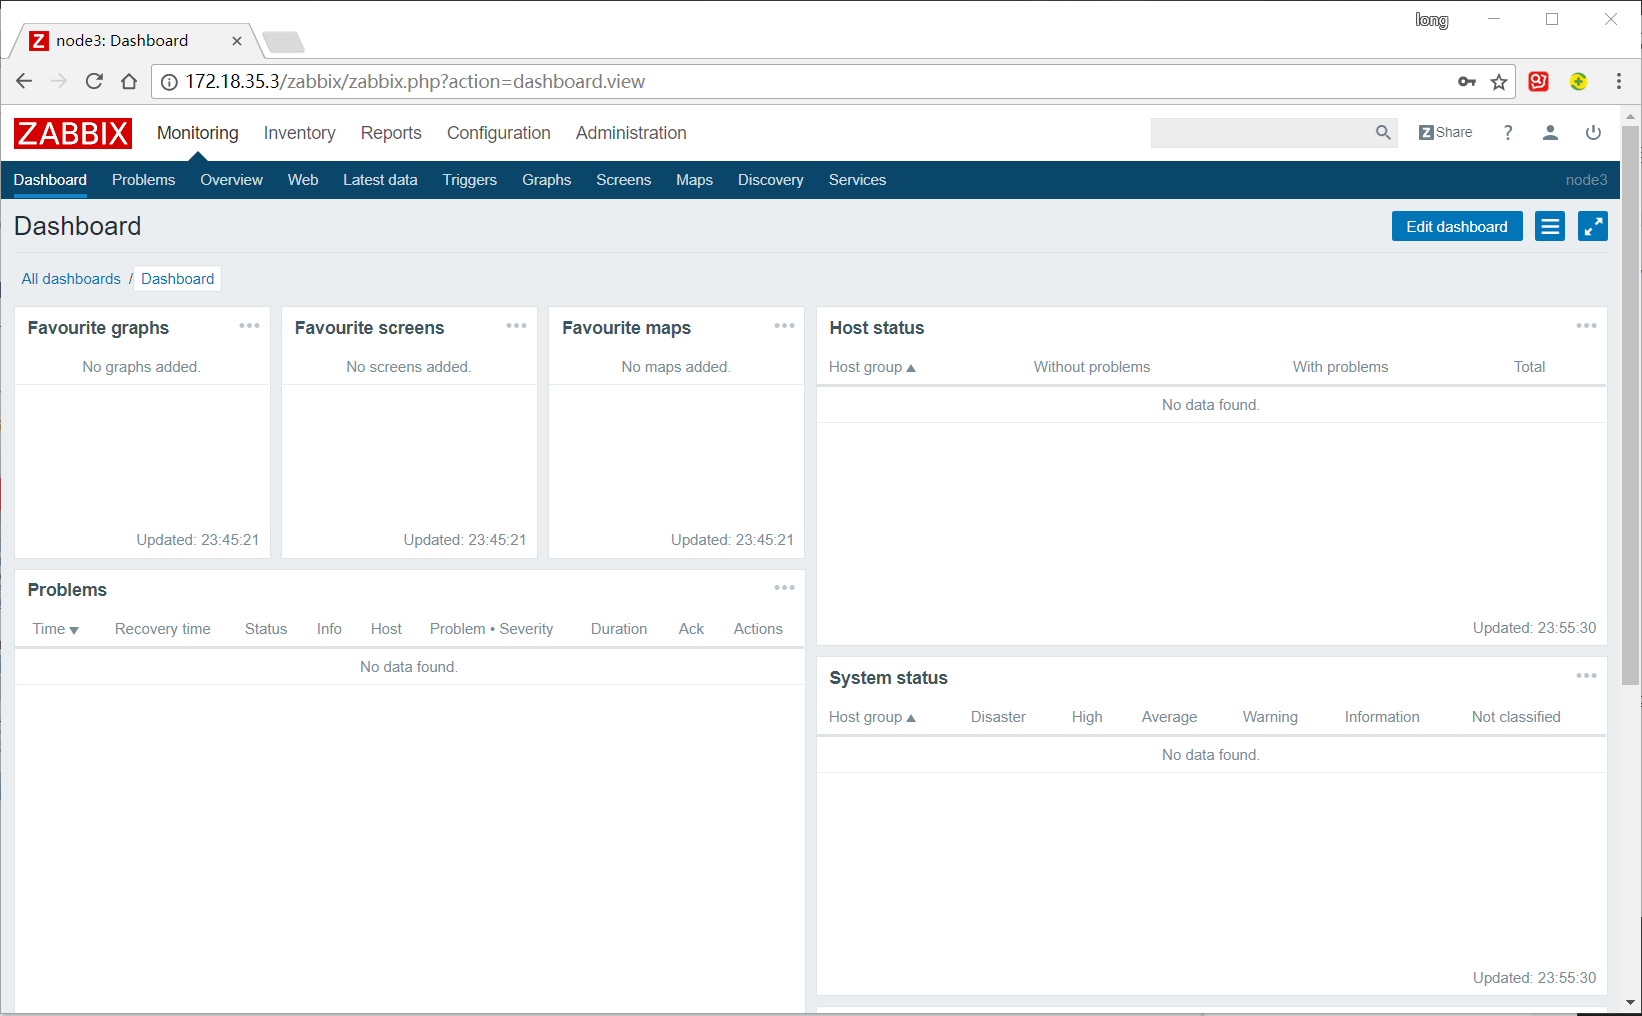 long
Z node3: Dashboard
172.18.35.3/zabbix/zabbix.php?action=dashboard.view
ZABBIX Monitoring Inventory Reports Configuration Administration Z Share ?
Dashboard Problems Overview Web Latest data Triggers Graphs Screens Maps Discovery Services node3
Dashboard Edit dashboard
All dashboards / Dashboard
Favourite graphs
No graphs added.
Updated: 23:45:21
Favourite screens
No screens added.
Updated: 23:45:21
Favourite maps
No maps added.
Updated: 23:45:21
Host status
Host group Without problems With problems Total
No data found.
Updated: 23:55:30
Problems
Time Recovery time Status Info Host Problem • Severity Duration Ack Actions
No data found.
System status
Host group Disaster High Average Warning Information Not classified
No data found.
Updated: 23:55:30